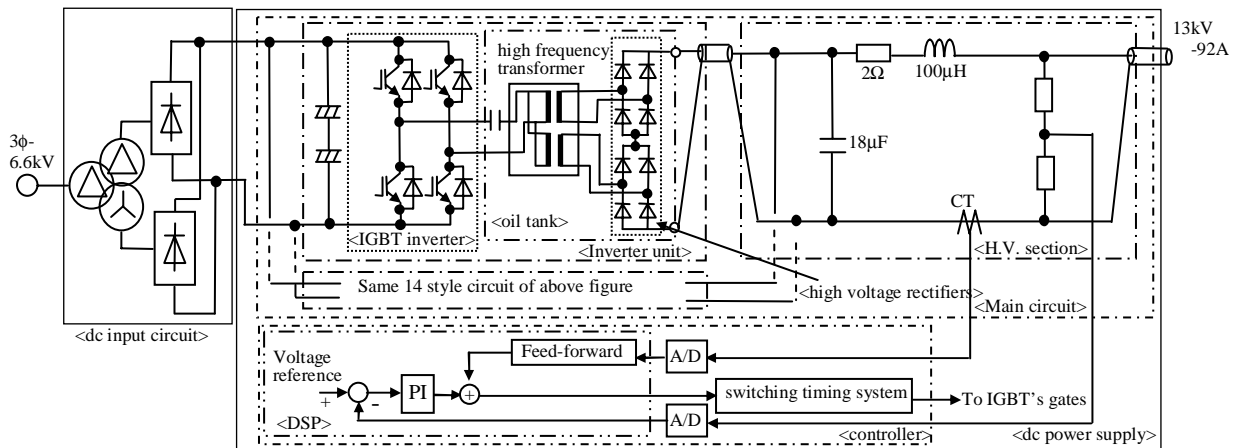 13kV
-92A
high frequency
transformer
2Ω
100μH
3ϕ-
6.6kV
18μF
CT
<oil tank>
<IGBT inverter>
<Inverter unit>
<H.V. section>
Same 14 style circuit of above figure
<high voltage rectifiers>
<Main circuit>
<dc input circuit>
Feed-forward
A/D
Voltage
reference
+
-
PI
+
switching timing system
To IGBT's gates
<DSP>
A/D
<controller>
<dc power supply>